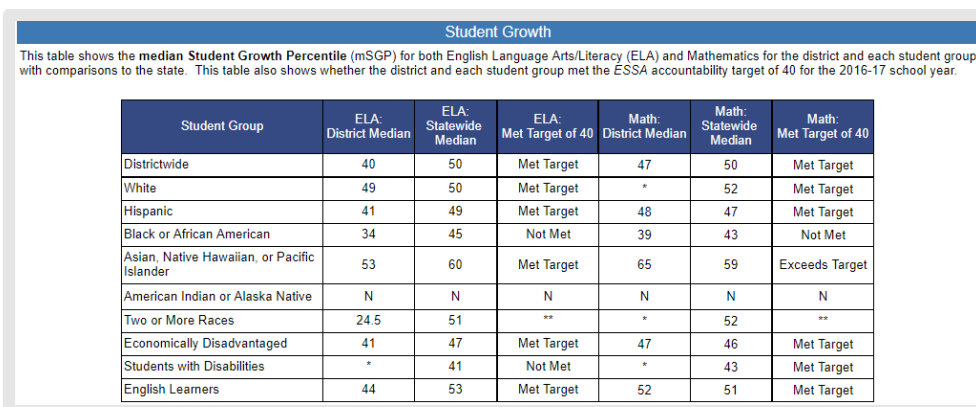 Student Growth
This table shows the median Student Growth Percentile (mSGP) for both English Language Arts/Literacy (ELA) and Mathematics for the district and each student group
with comparisons to the state. This table also shows whether the district and each student group met the ESSA accountability target of 40 for the 2016-17 school year.
Student Group ELA: District Median ELA: Statewide Median ELA: Met Target of 40 Math: District Median Math: Statewide Median Math: Met Target of 40
Districtwide 40 50 Met Target 47 50 Met Target
White 49 50 Met Target * 52 Met Target
Hispanic 41 49 Met Target 48 47 Met Target
Black or African American 34 45 Not Met 39 43 Not Met
Asian, Native Hawaiian, or Pacific Islander 53 60 Met Target 65 59 Exceeds Target
American Indian or Alaska Native N N N N N N
Two or More Races 24.5 51 ** * 52 **
Economically Disadvantaged 41 47 Met Target 47 46 Met Target
Students with Disabilities * 41 Not Met * 43 Met Target
English Learners 44 53 Met Target 52 51 Met Target